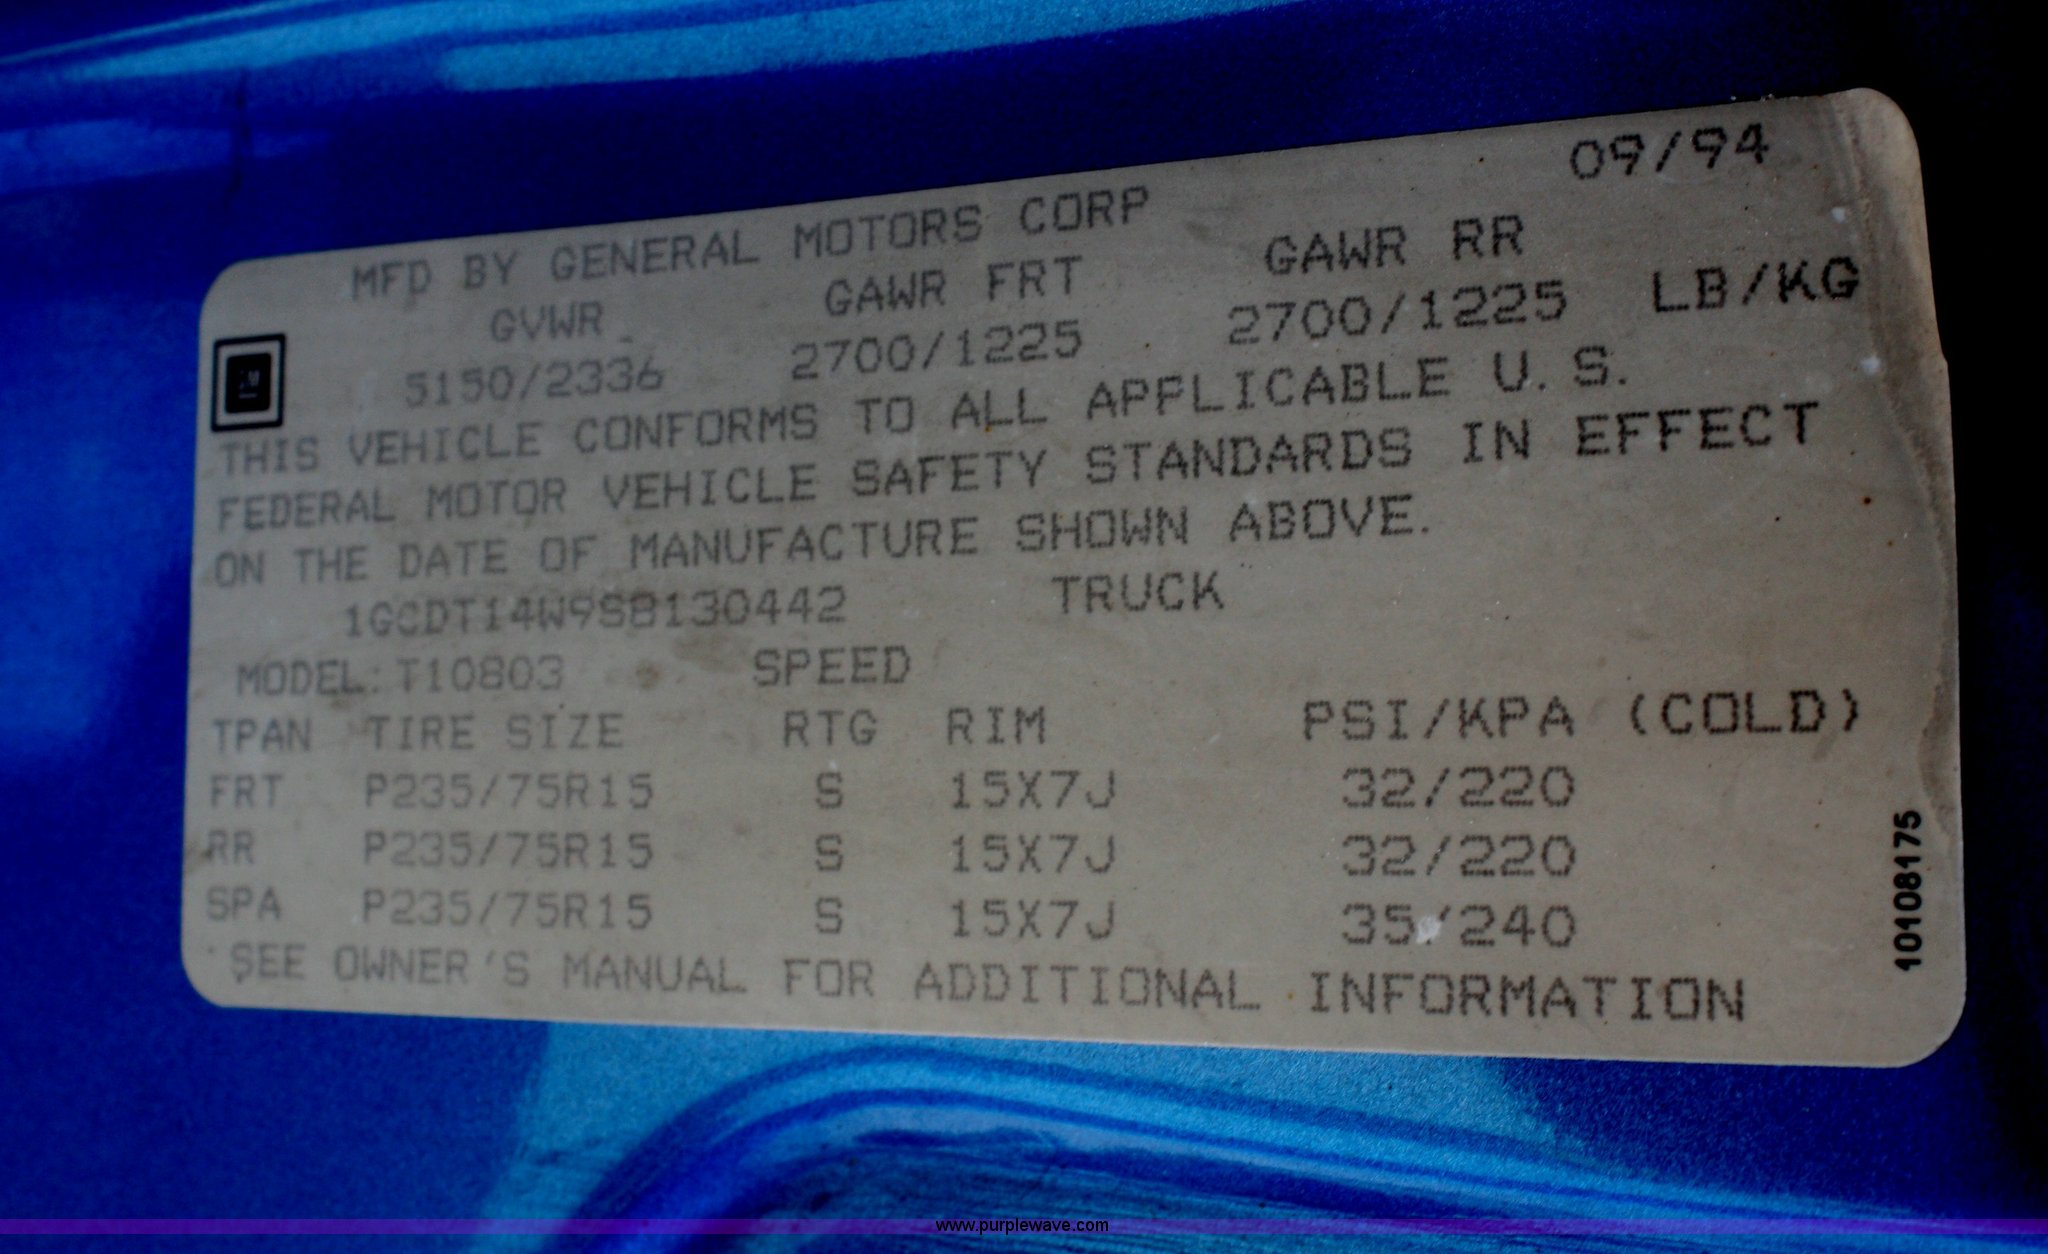 09/94
MFD BY GENERAL MOTORS CORP
GVWR GAWR FRT GAWR RR
5150/2336 2700/1225 2700/1225 LB/KG
GM
THIS VEHICLE CONFORMS TO ALL APPLICABLE U.S.
FEDERAL MOTOR VEHICLE SAFETY STANDARDS IN EFFECT
ON THE DATE OF MANUFACTURE SHOWN ABOVE.
1GCDT14W9S8130442 TRUCK
MODEL:T10803 SPEED
TPAN TIRE SIZE RTG RIM PSI/KPA (COLD)
FRT P235/75R15 S 15X7J 32/220
RR P235/75R15 S 15X7J 32/220
SPA P235/75R15 S 15X7J 35/240
SEE OWNER'S MANUAL FOR ADDITIONAL INFORMATION
10108175
www.purplewave.com